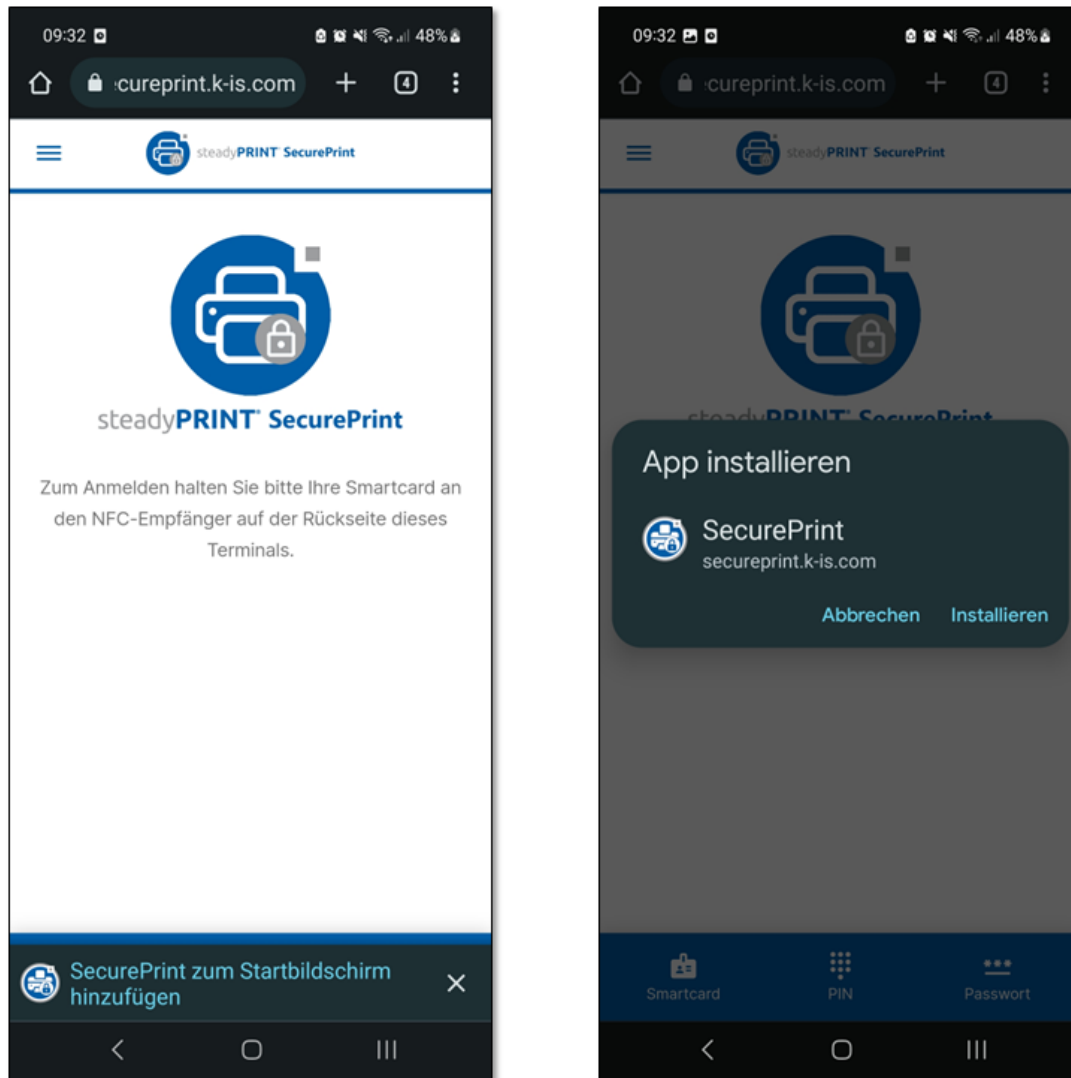 09:32
48%
:cureprint.k-is.com
4
steadyPRINT® SecurePrint
steadyPRINT® SecurePrint
Zum Anmelden halten Sie bitte Ihre Smartcard an
den NFC-Empfänger auf der Rückseite dieses
Terminals.
SecurePrint zum Startbildschirm
hinzufügen
09:32
48%
:cureprint.k-is.com
4
steadyPRINT® SecurePrint
steadyPRINT® SecurePrint
App installieren
SecurePrint
secureprint.k-is.com
Abbrechen Installieren
Smartcard PIN Passwort